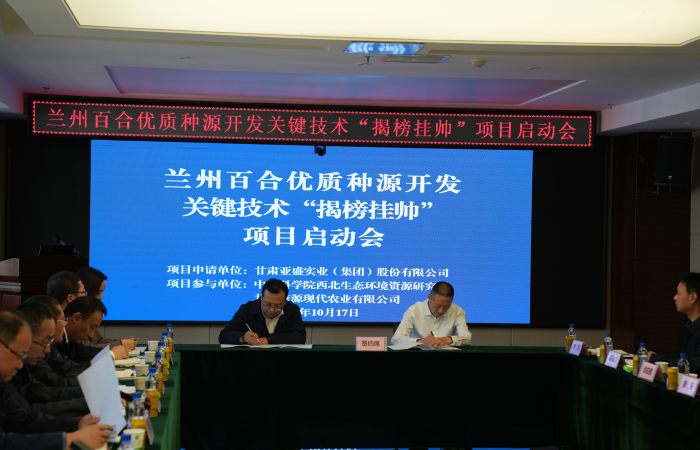 兰州百合优质种源开发关键技术“揭榜挂帅”项目启动会
兰州百合优质种源开发
关键技术“揭榜挂帅”
项目启动会
项目申请单位：甘肃亚盛实业（集团）股份有限公司
项目参与单位：中 科学院西北生态环境资源研究
源现代农业有限公司
年10月17日
签约席